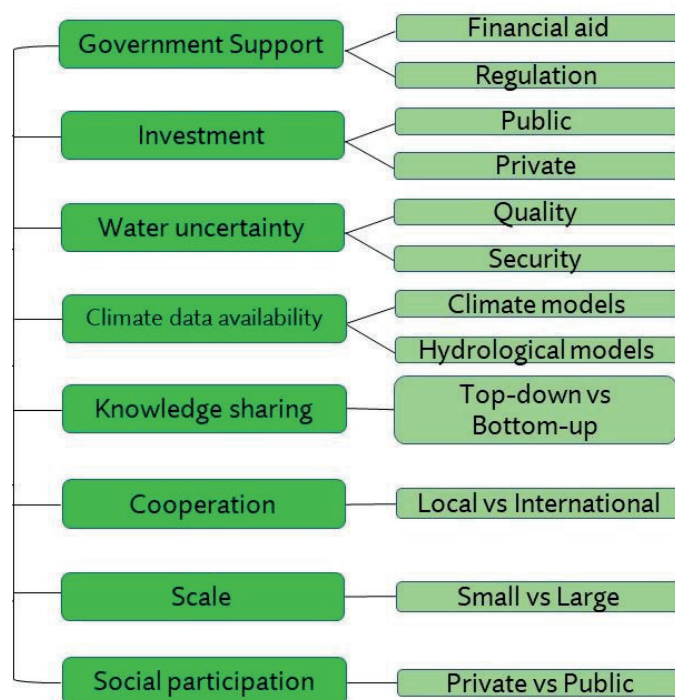 Government Support
Financial aid
Regulation
Investment
Public
Private
Water uncertainty
Quality
Security
Climate data availability
Climate models
Hydrological models
Knowledge sharing
Top-down vs
Bottom-up
Cooperation
Local vs International
Scale
Small vs Large
Social participation
Private vs Public